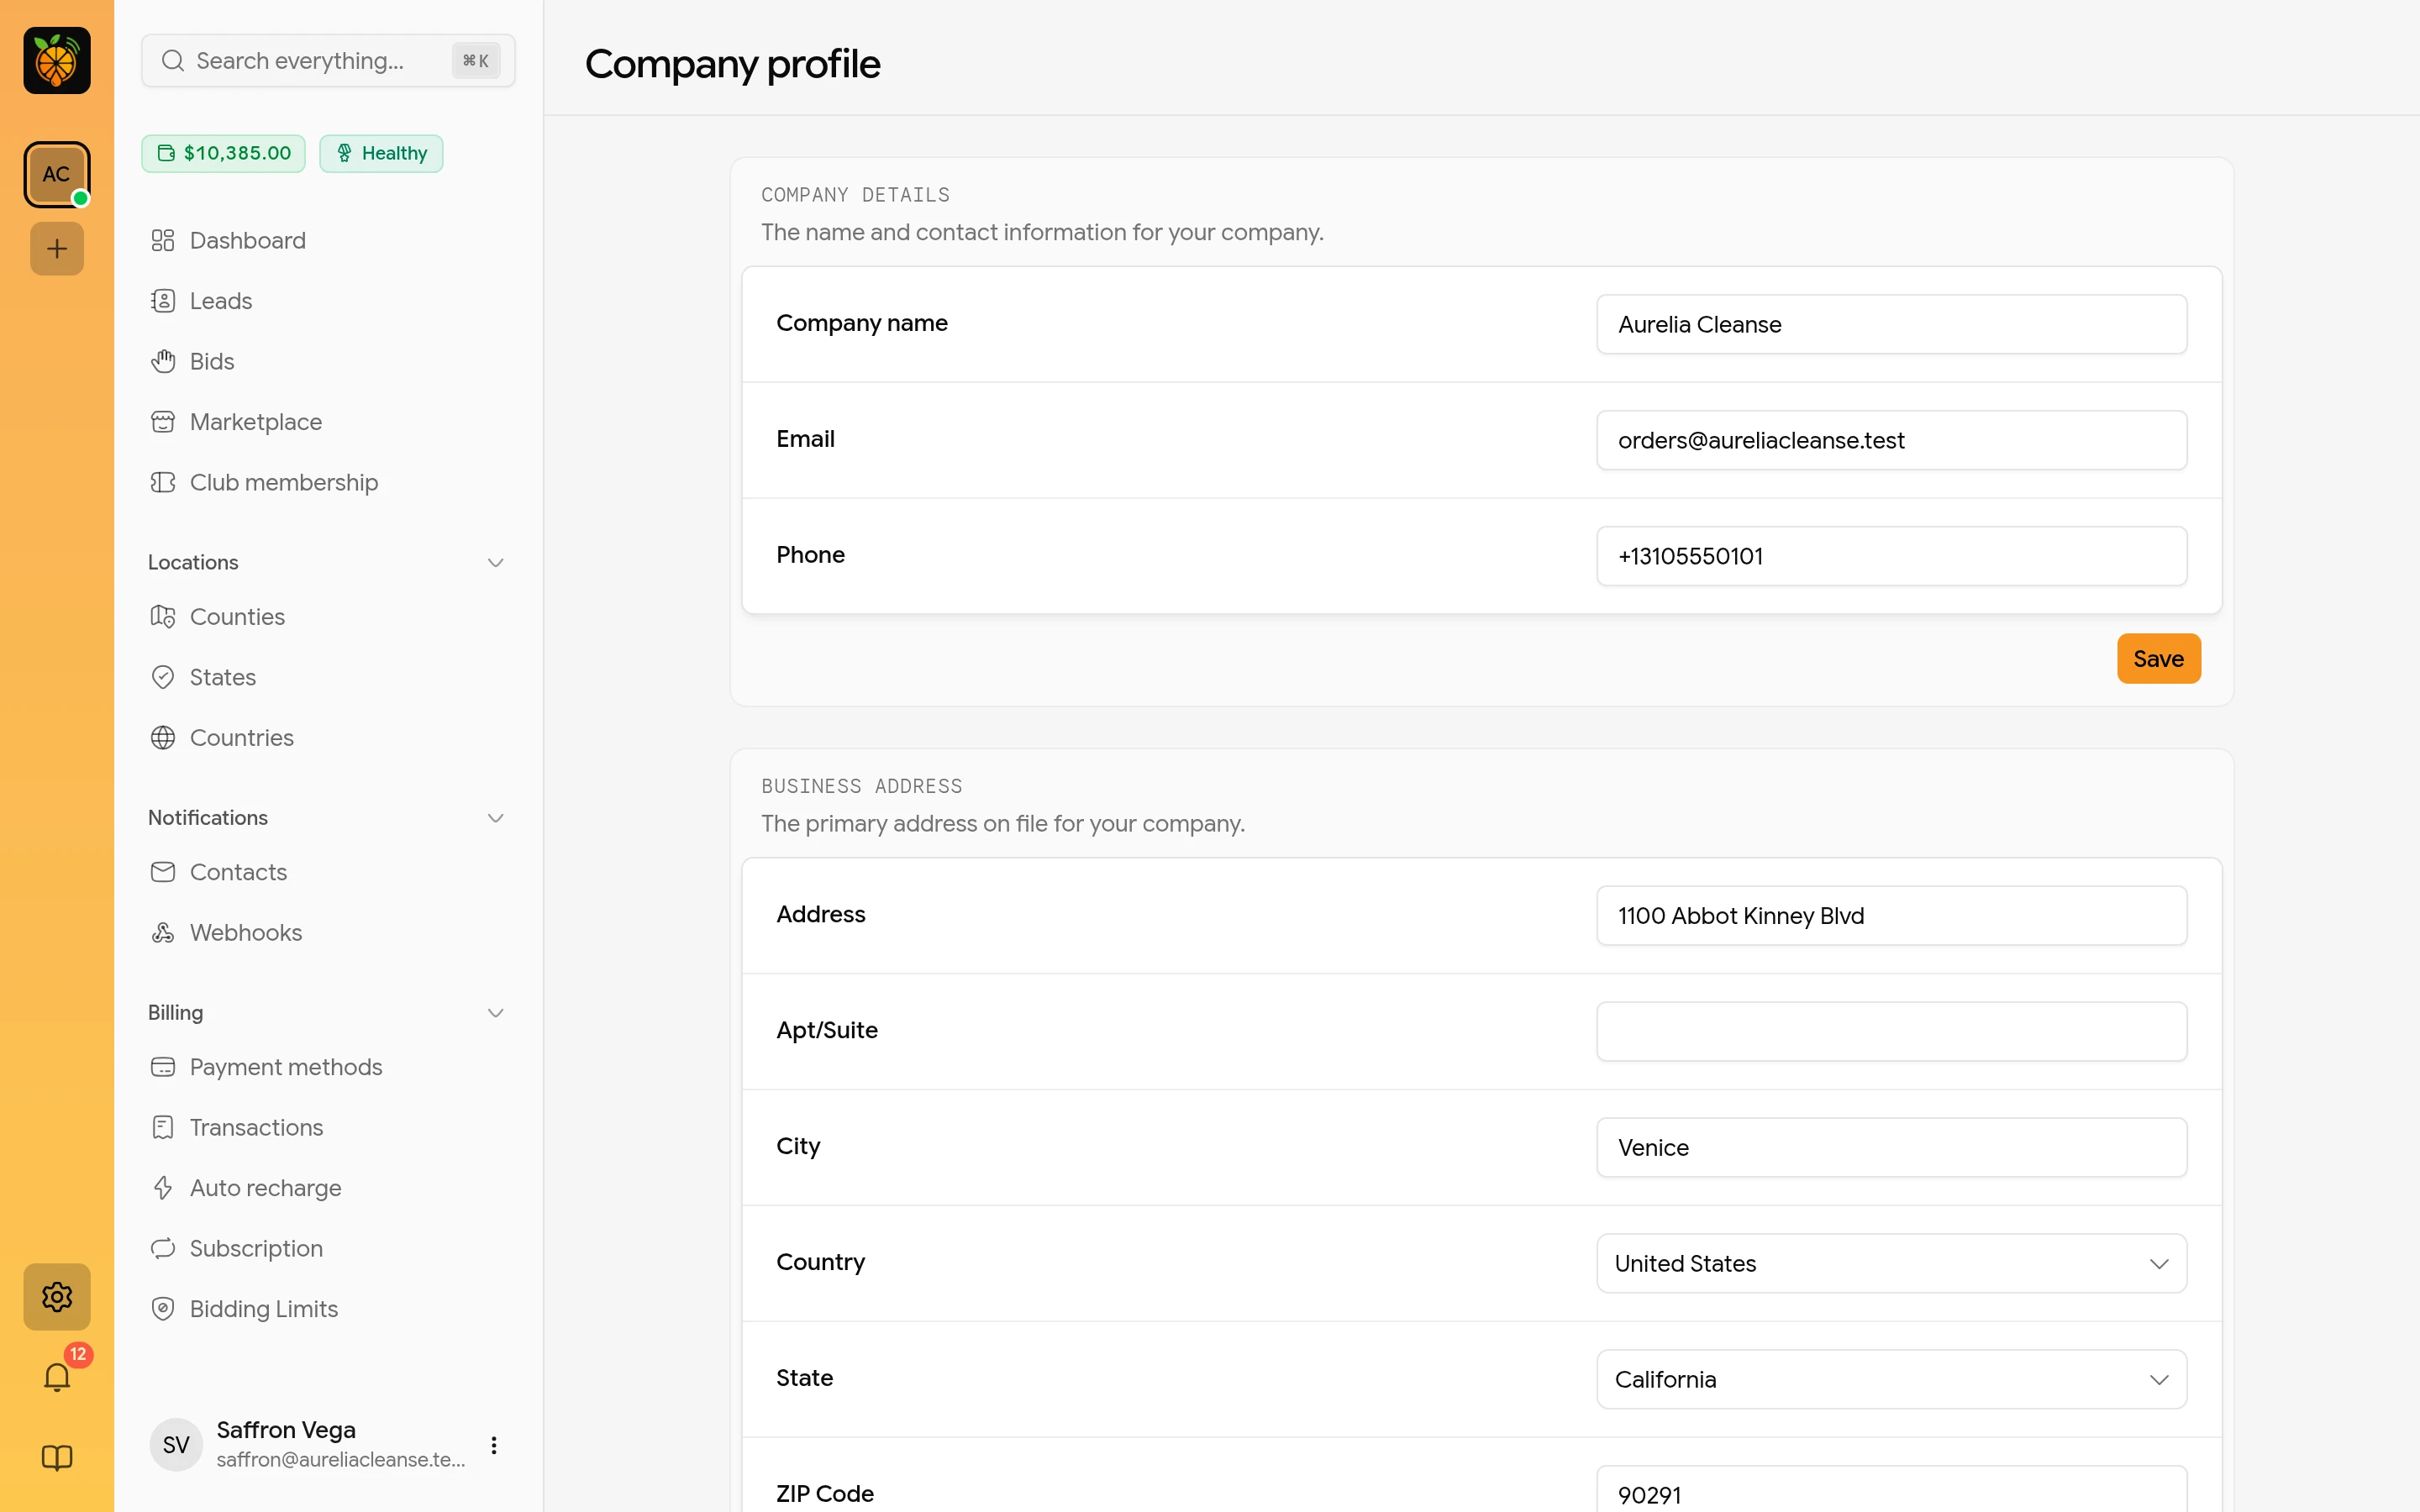 Search everything...
⌘K
AC
$10,385.00
Healthy
Dashboard
Leads
Bids
Marketplace
Club membership
Locations
Counties
States
Countries
Notifications
Contacts
Webhooks
Billing
Payment methods
Transactions
Auto recharge
Subscription
Bidding Limits
12
SV
Saffron Vega
saffron@aureliacleanse.te...
Company profile
COMPANY DETAILS
The name and contact information for your company.
Company name
Aurelia Cleanse
Email
orders@aureliacleanse.test
Phone
+13105550101
Save
BUSINESS ADDRESS
The primary address on file for your company.
Address
1100 Abbot Kinney Blvd
Apt/Suite
City
Venice
Country
United States
State
California
ZIP Code
90291